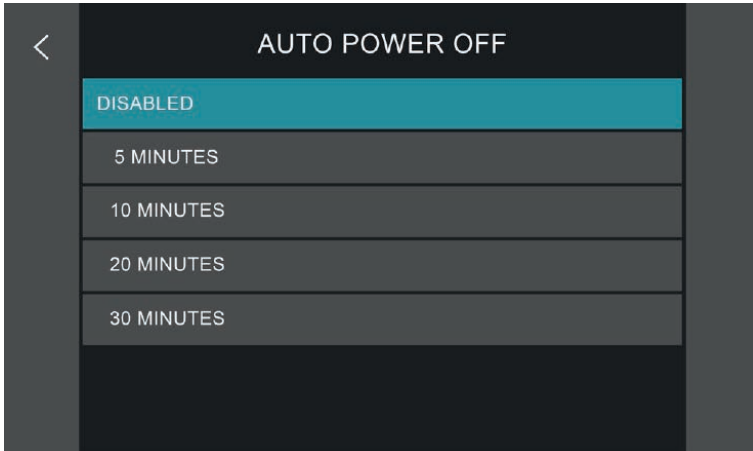 AUTO POWER OFF
DISABLED
5 MINUTES
10 MINUTES
20 MINUTES
30 MINUTES